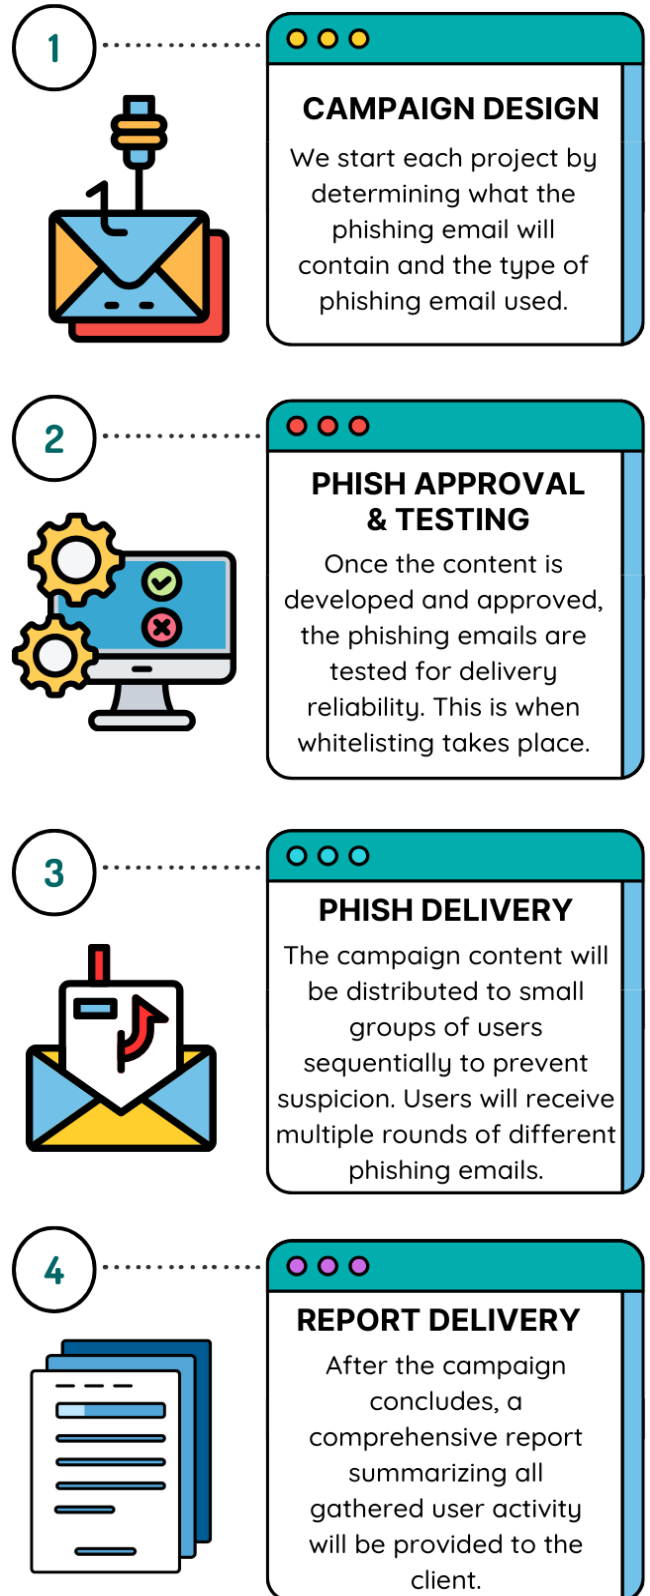 1
CAMPAIGN DESIGN
We start each project by
determining what the
phishing email will
contain and the type of
phishing email used.
2
PHISH APPROVAL
& TESTING
Once the content is
developed and approved,
the phishing emails are
tested for delivery
reliability. This is when
whitelisting takes place.
3
PHISH DELIVERY
The campaign content will
be distributed to small
groups of users
sequentially to prevent
suspicion. Users will receive
multiple rounds of different
phishing emails.
4
REPORT DELIVERY
After the campaign
concludes, a
comprehensive report
summarizing all
gathered user activity
will be provided to the
client.